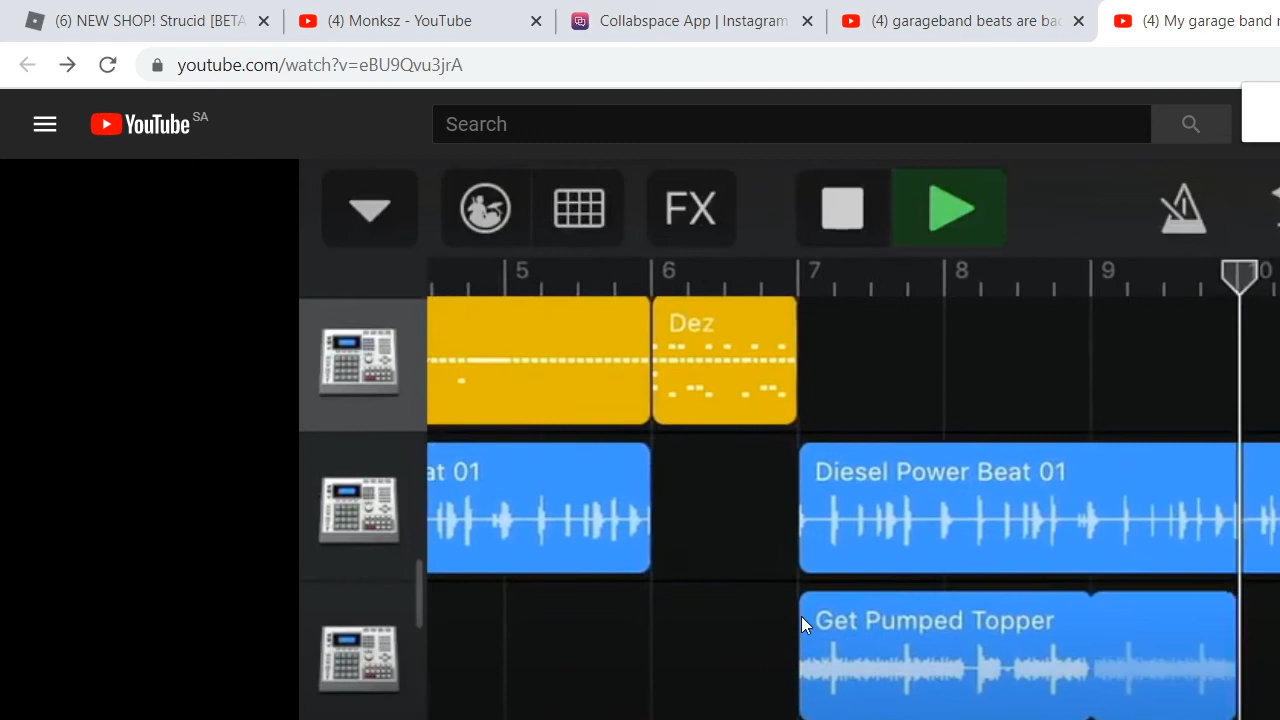 (6) NEW SHOP! Strucid [BETA
(4) Monksz - YouTube
Collabspace App | Instagram
(4) garageband beats are bac
(4) My garage band
youtube.com/watch?v=eBU9Qvu3jrA
YouTube SA
Search
FX
5 6 7 8 9 10
Dez
at 01
Diesel Power Beat 01
Get Pumped Topper